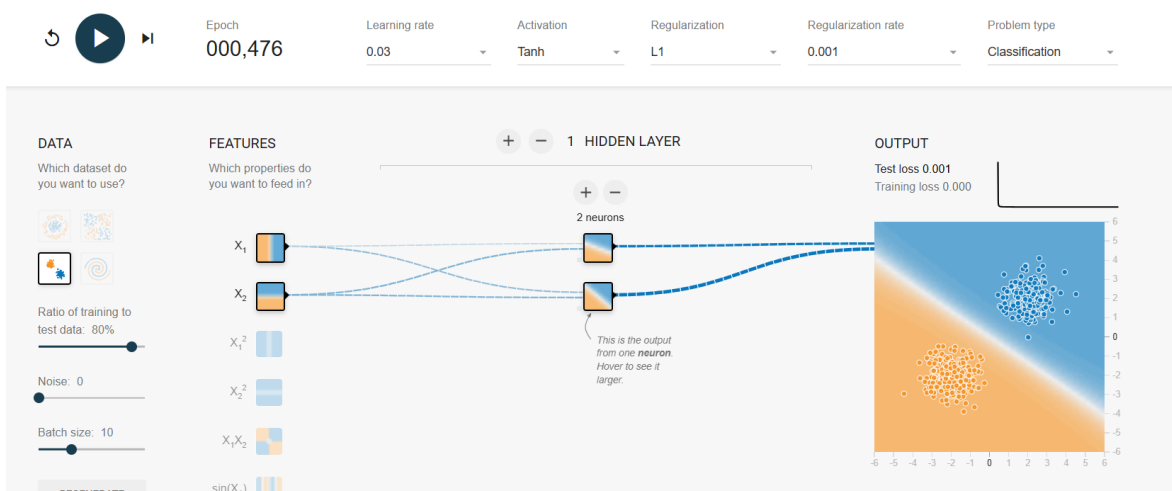 Epoch
000,476
Learning rate
0.03
Activation
Tanh
Regularization
L1
Regularization rate
0.001
Problem type
Classification
DATA
Which dataset do
you want to use?
Ratio of training to
test data: 80%
Noise: 0
Batch size: 10
FEATURES
Which properties do
you want to feed in?
X₁
X₂
X₁²
X₂²
X₁X₂
sin(X₁)
+ − 1 HIDDEN LAYER
+ −
2 neurons
This is the output
from one neuron.
Hover to see it
larger.
OUTPUT
Test loss 0.001
Training loss 0.000
6
5
4
3
2
1
0
-1
-2
-3
-4
-5
-6
-6 -5 -4 -3 -2 -1 0 1 2 3 4 5 6